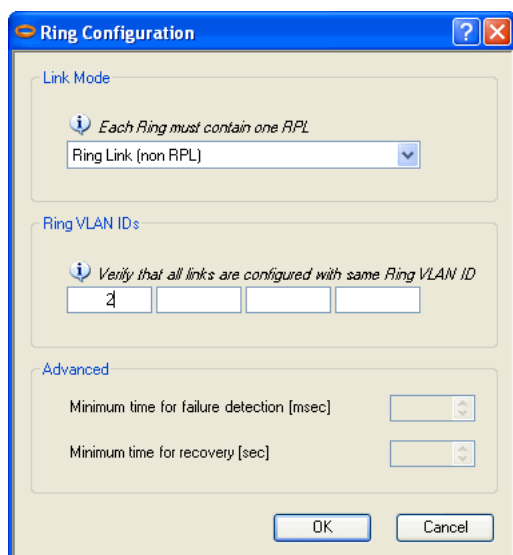 Ring Configuration
Link Mode
Each Ring must contain one RPL
Ring Link (non RPL)
Ring VLAN IDs
Verify that all links are configured with same Ring VLAN ID
2
Advanced
Minimum time for failure detection [msec]
Minimum time for recovery [sec]
OK Cancel